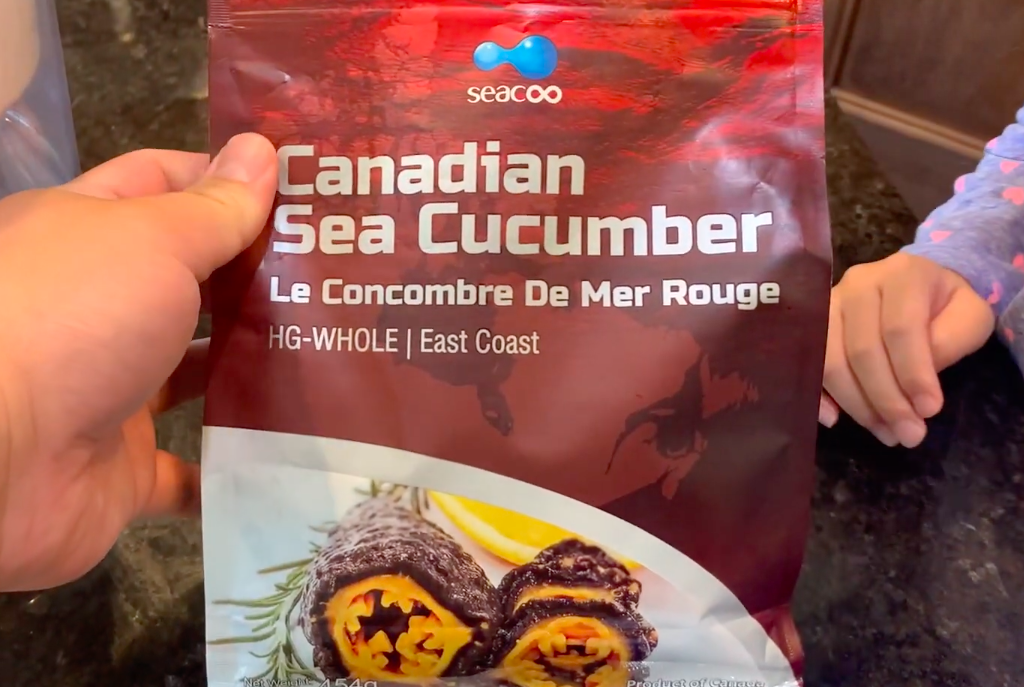 seacoo
Canadian
Sea Cucumber
Le Concombre De Mer Rouge
HG-WHOLE | East Coast
Net Weight: 454g
Product of Canada